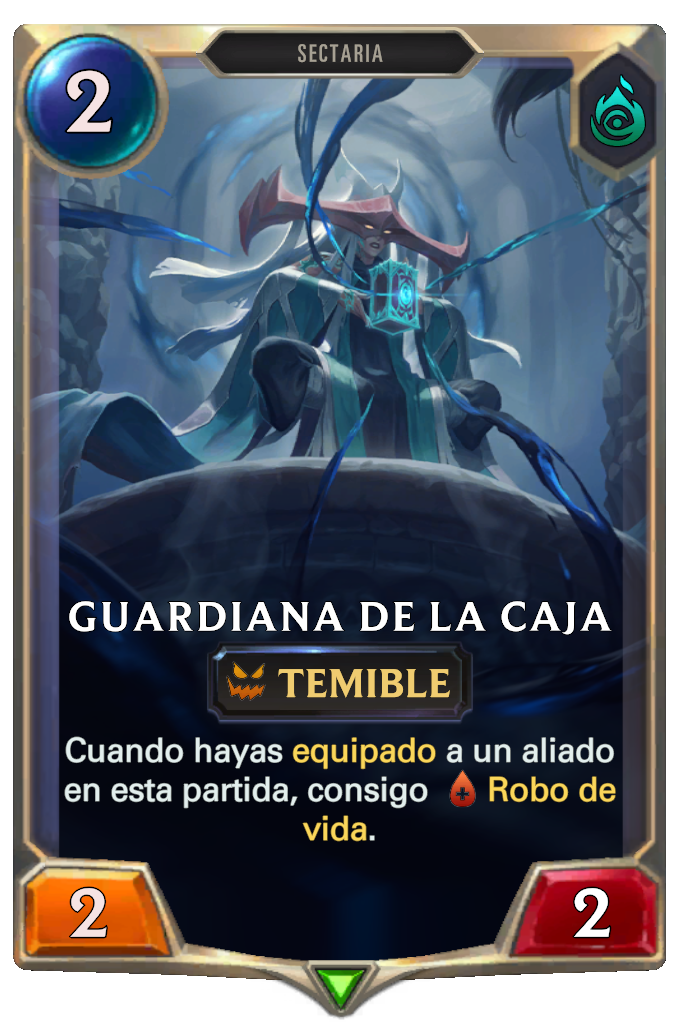 SECTARIA
2
GUARDIANA DE LA CAJA
TEMIBLE
Cuando hayas equipado a un aliado
en esta partida, consigo Robo de
vida.
2
2